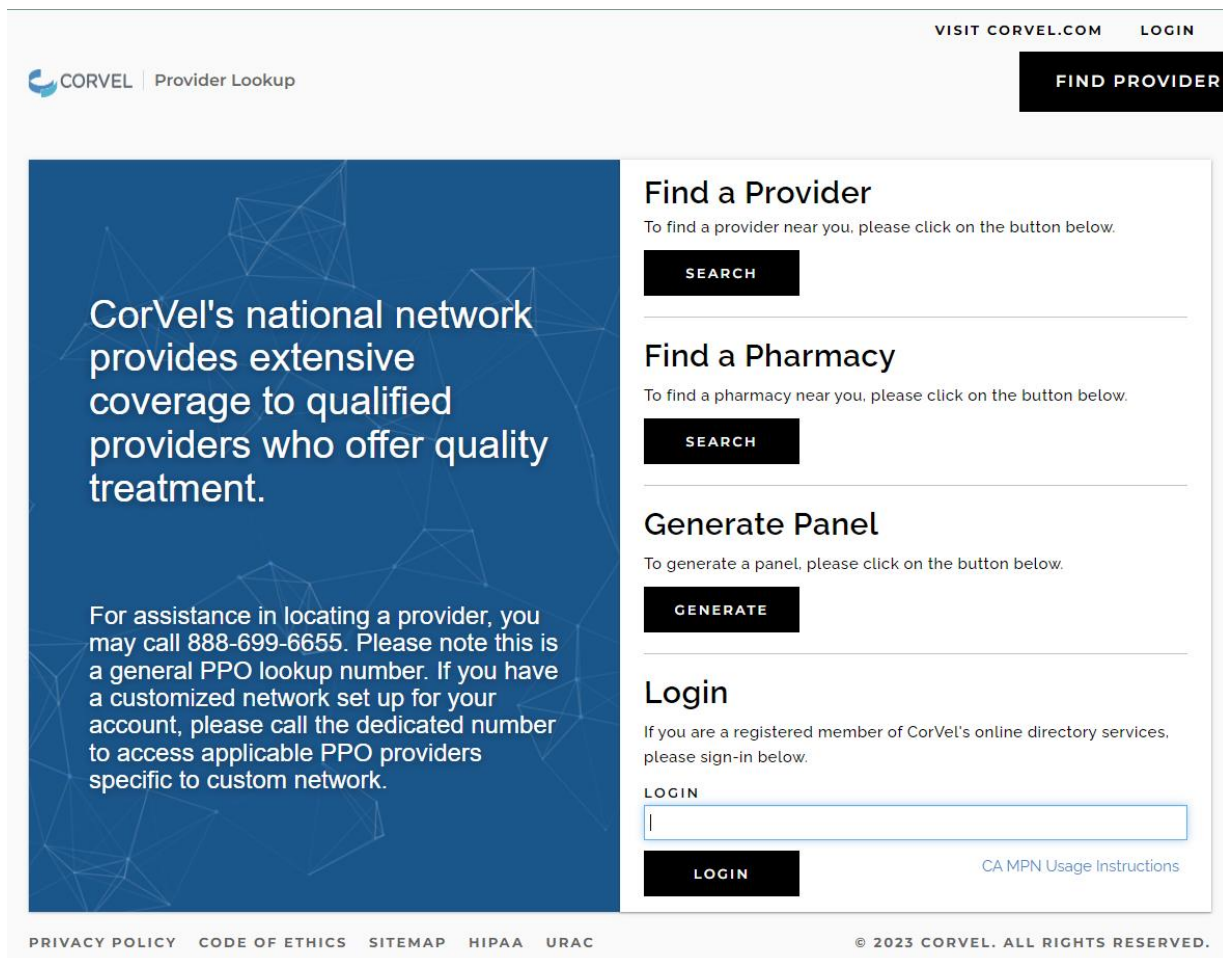 VISIT CORVEL.COM LOGIN
CORVEL Provider Lookup
FIND PROVIDER
CorVel's national network
provides extensive
coverage to qualified
providers who offer quality
treatment.
For assistance in locating a provider, you
may call 888-699-6655. Please note this is
a general PPO lookup number. If you have
a customized network set up for your
account, please call the dedicated number
to access applicable PPO providers
specific to custom network.
Find a Provider
To find a provider near you, please click on the button below.
SEARCH
Find a Pharmacy
To find a pharmacy near you, please click on the button below.
SEARCH
Generate Panel
To generate a panel, please click on the button below.
GENERATE
Login
If you are a registered member of CorVel's online directory services,
please sign-in below.
LOGIN
LOGIN
CA MPN Usage Instructions
PRIVACY POLICY CODE OF ETHICS SITEMAP HIPAA URAC
© 2023 CORVEL. ALL RIGHTS RESERVED.